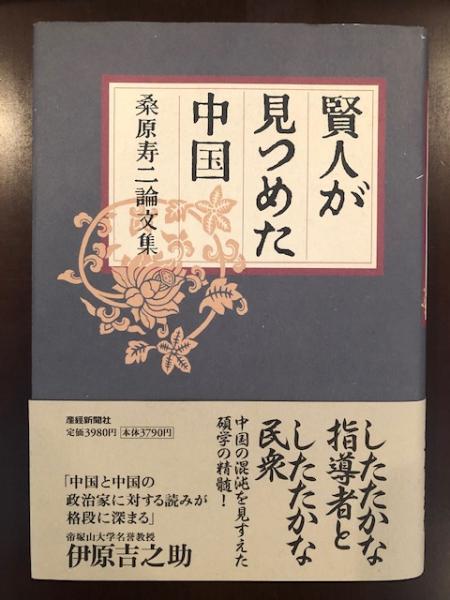 賢人が
見つめた
中国
桑原寿二論文集
したたかな
指導者と
したたかな
民衆
中国の混沌を見すえた
碩学の精髄!
産経新聞社
定価3980円 本体3790円
「中国と中国の
政治家に対する読みが
格段に深まる」
帝塚山大学名誉教授
伊原吉之助